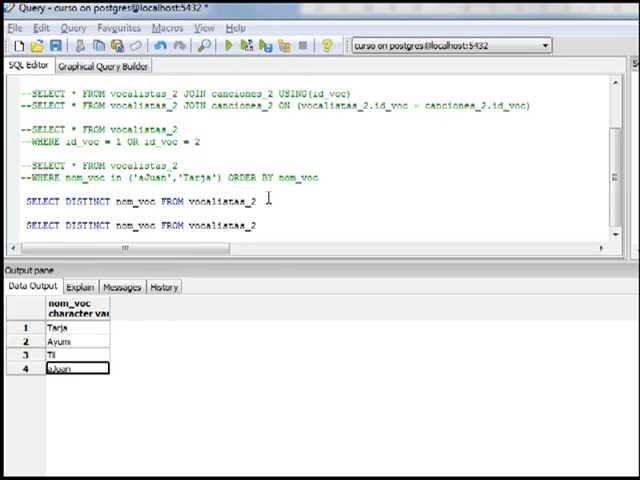 Query - curso on postgres@localhost:5432 *
File Edit Query Favourites Macros View Help
curso on postgres@localhost:5432
SQL Editor Graphical Query Builder
--SELECT * FROM vocalistas_2 JOIN canciones_2 USING(id_voc)
--SELECT * FROM vocalistas_2 JOIN canciones_2 ON (vocalistas_2.id_voc = canciones_2.id_voc)
--SELECT * FROM vocalistas_2
--WHERE id_voc = 1 OR id_voc = 2
--SELECT * FROM vocalistas_2
--WHERE nom_voc in ('aJuan','Tarja') ORDER BY nom_voc
SELECT DISTINCT nom_voc FROM vocalistas_2
SELECT DISTINCT nom_voc FROM vocalistas_2
Output pane
Data Output Explain Messages History
nom_voc
character var
1 Tarja
2 Ayumi
3 Til
4 aJuan